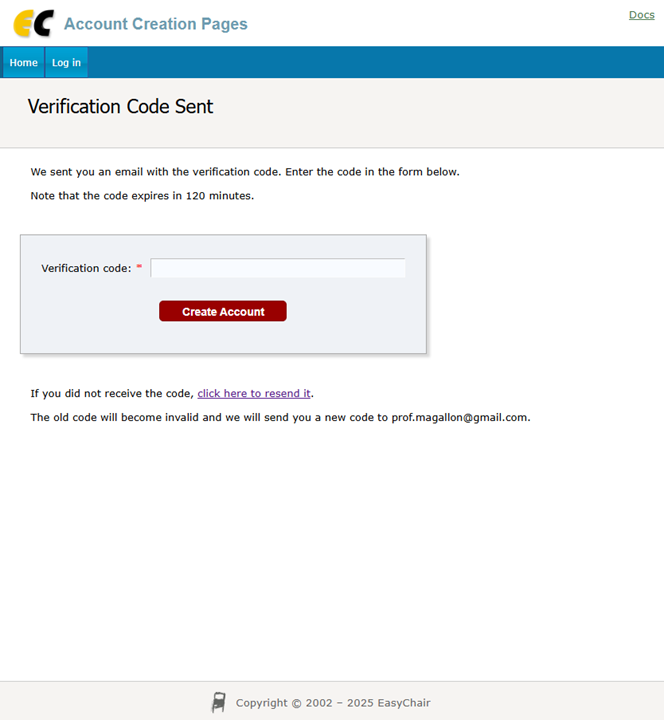 EC Account Creation Pages
Docs
Home Log in
Verification Code Sent
We sent you an email with the verification code. Enter the code in the form below.
Note that the code expires in 120 minutes.
Verification code: *
Create Account
If you did not receive the code, click here to resend it.
The old code will become invalid and we will send you a new code to prof.magallon@gmail.com.
Copyright © 2002 – 2025 EasyChair